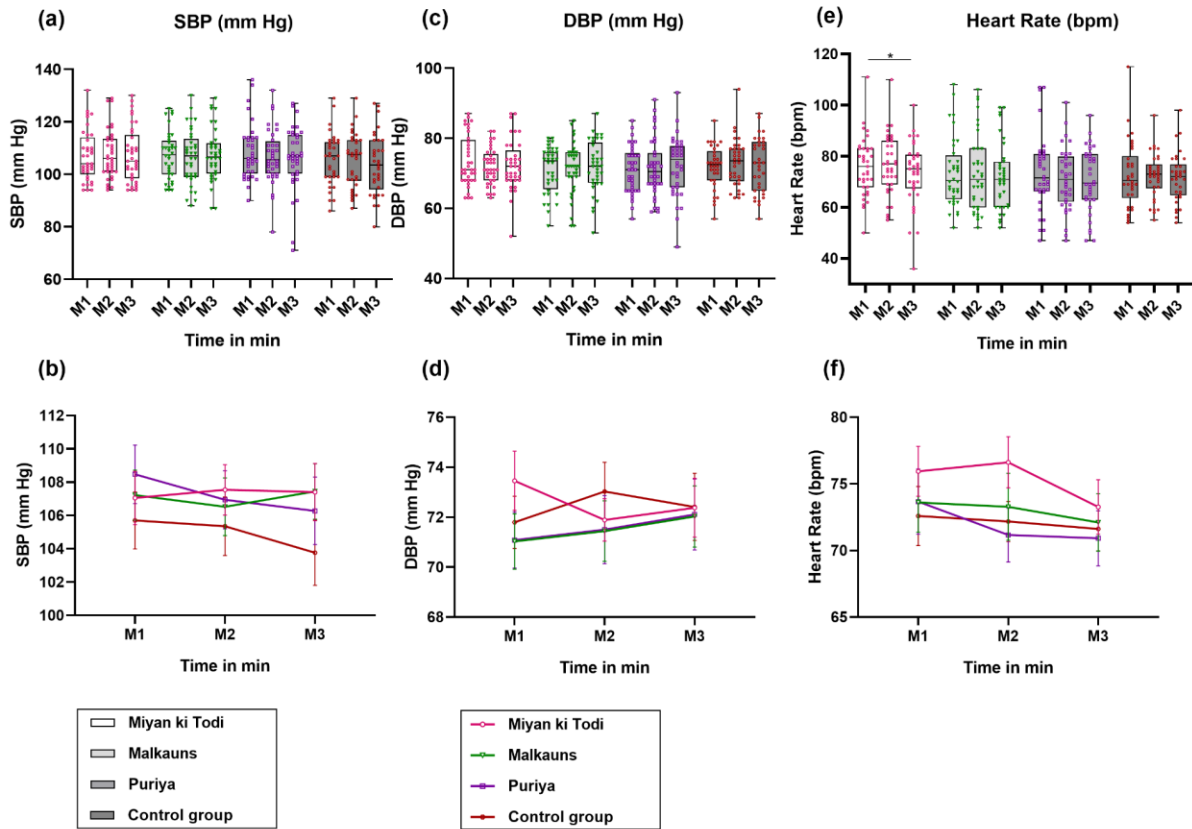 (a) SBP (mm Hg)
SBP (mm Hg)
140
120
100
80
60
M1 M2 M3 M1 M2 M3 M1 M2 M3 M1 M2 M3
Time in min
(c) DBP (mm Hg)
DBP (mm Hg)
100
80
60
40
M1 M2 M3 M1 M2 M3 M1 M2 M3 M1 M2 M3
Time in min
(e) Heart Rate (bpm)
Heart Rate (bpm)
120
100
80
60
40
*
M1 M2 M3 M1 M2 M3 M1 M2 M3 M1 M2 M3
Time in min
(b)
SBP (mm Hg)
112
110
108
106
104
102
100
M1 M2 M3
Time in min
(d)
DBP (mm Hg)
76
74
72
70
68
M1 M2 M3
Time in min
(f)
Heart Rate (bpm)
80
75
70
65
M1 M2 M3
Time in min
Miyan ki Todi
Malkauns
Puriya
Control group
Miyan ki Todi
Malkauns
Puriya
Control group